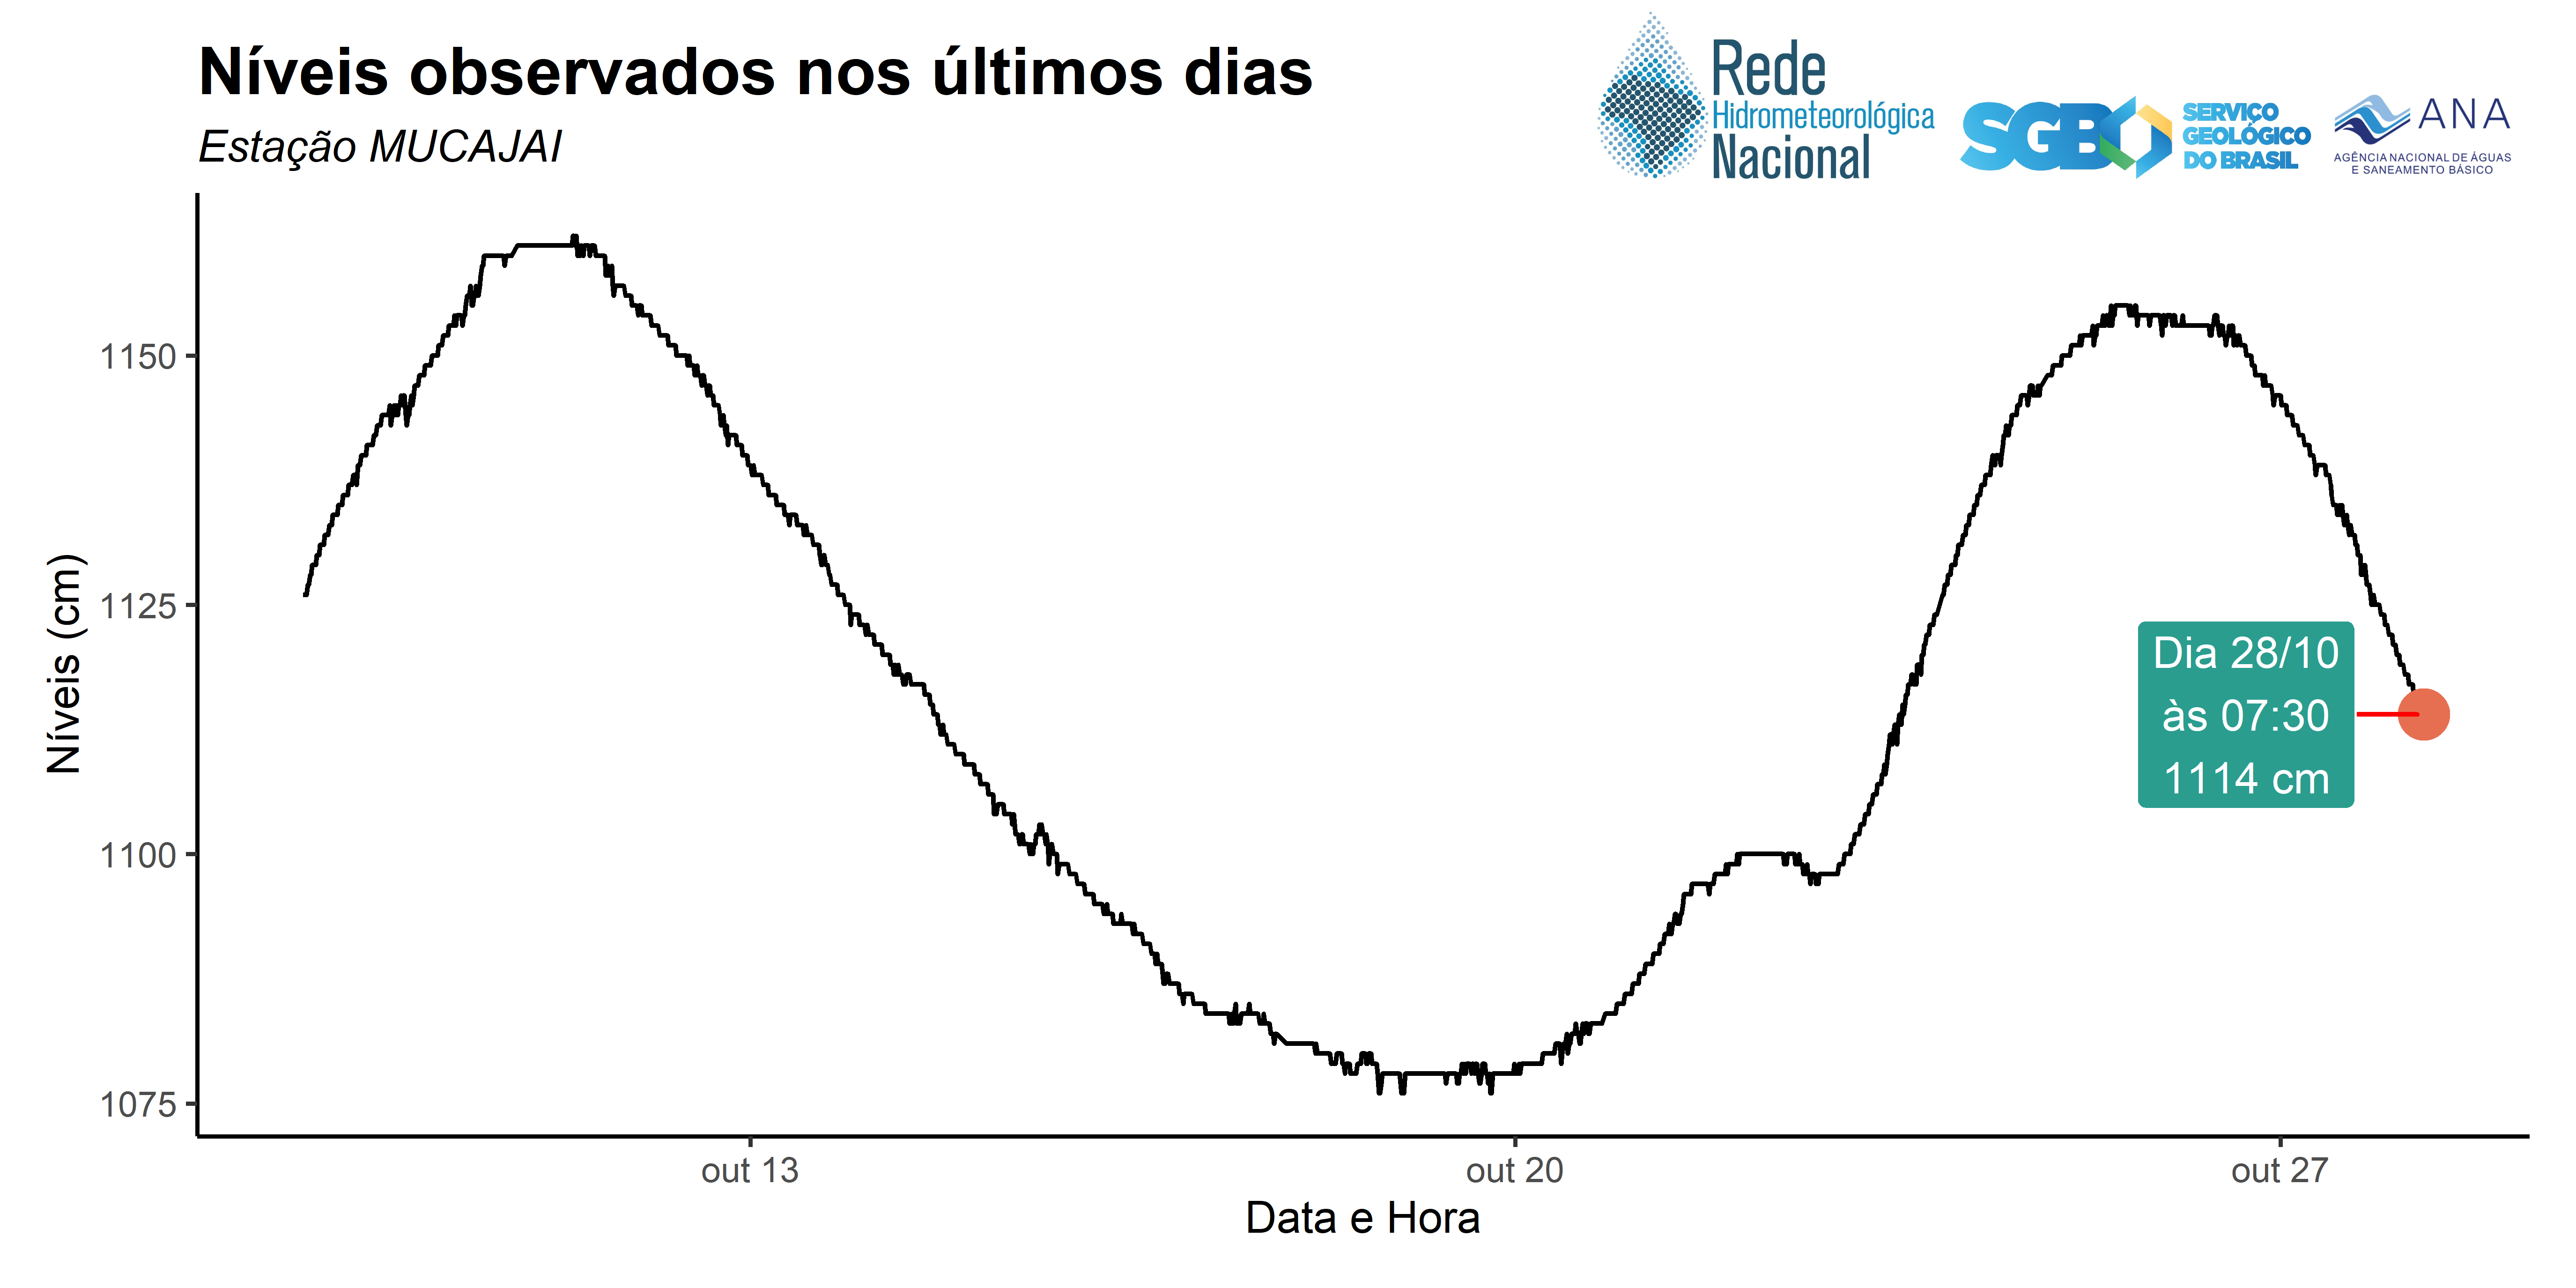 Níveis observados nos últimos dias
Estação MUCAJAI
Rede
Hidrometeorológica
Nacional
SGB
SERVIÇO
GEOLÓGICO
DO BRASIL
ANA
AGÊNCIA NACIONAL DE ÁGUAS
E SANEAMENTO BÁSICO
Níveis (cm)
1150
1125
1100
1075
Dia 28/10
às 07:30
1114 cm
out 13
out 20
out 27
Data e Hora